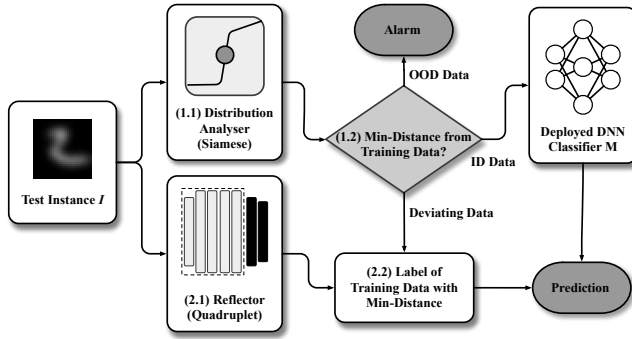 Alarm
OOD Data
(1.1) Distribution
Analyser
(Siamese)
(1.2) Min-Distance from
Training Data?
ID Data
Deployed DNN
Classifier M
Test Instance I
Deviating Data
(2.1) Reflector
(Quadruplet)
(2.2) Label of
Training Data with
Min-Distance
Prediction